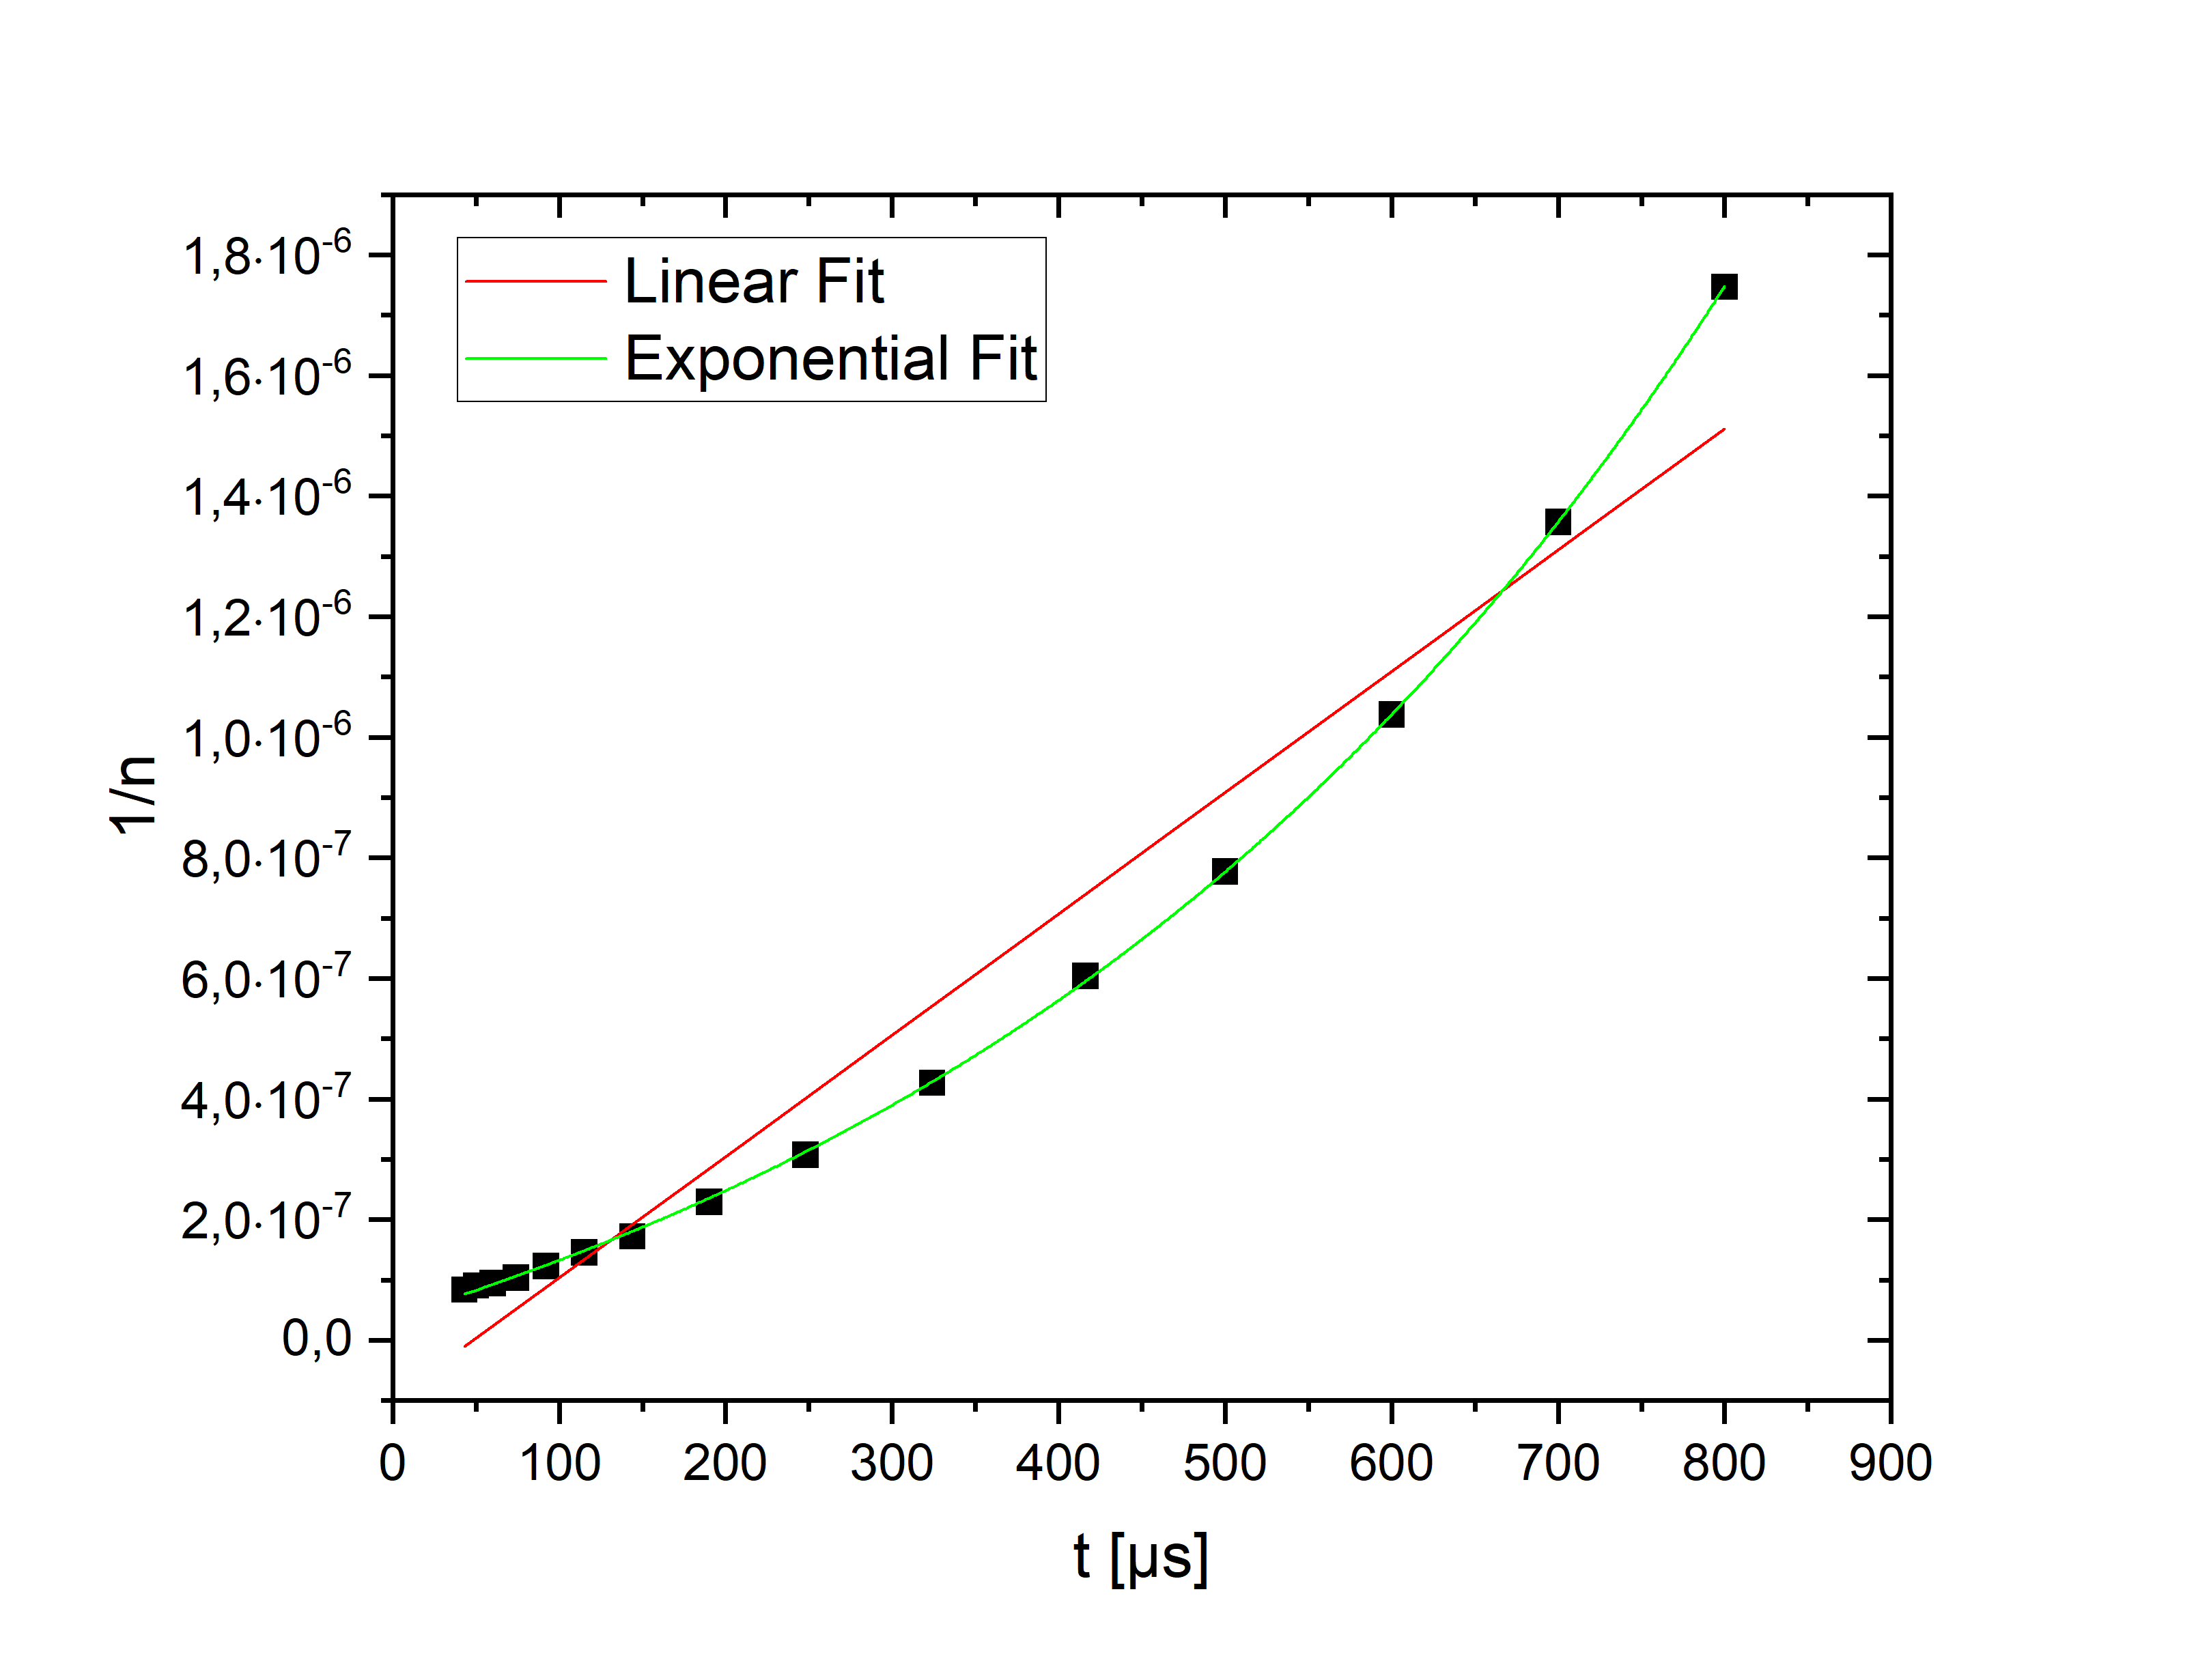 Linear Fit
Exponential Fit
1,8·10⁻⁶
1,6·10⁻⁶
1,4·10⁻⁶
1,2·10⁻⁶
1,0·10⁻⁶
8,0·10⁻⁷
6,0·10⁻⁷
4,0·10⁻⁷
2,0·10⁻⁷
0,0
1/n
0 100 200 300 400 500 600 700 800 900
t [µs]